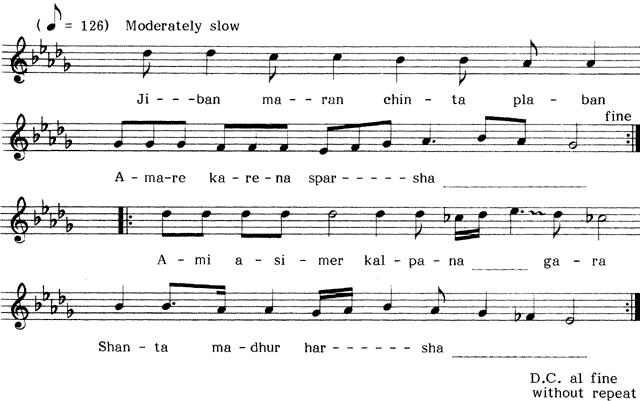 ( ♪ = 126) Moderately slow
Ji - - -ban ma - - ran chin - ta pla - ban
fine
A - ma-re ka - re - na spar - - - - sha
A - mi a - si - mer kal - pa - na ga - ra
Shan - ta ma - dhur har - - - - - - sha
D.C. al fine
without repeat